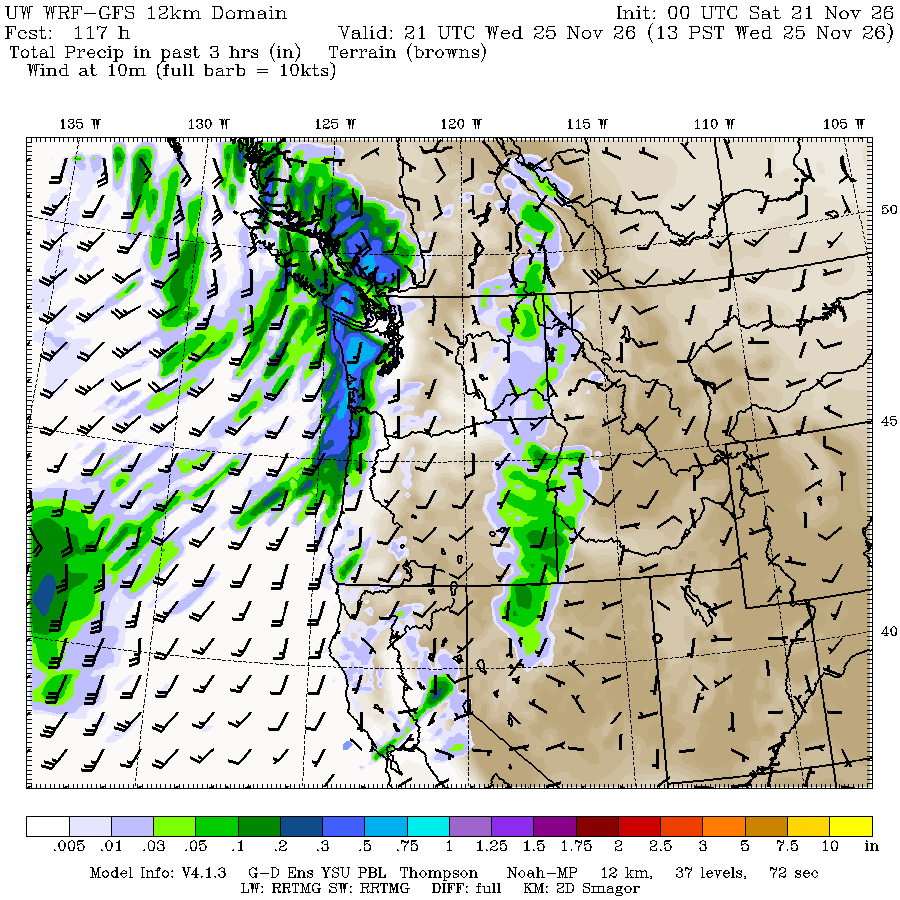 UW WRF-GFS 12km Domain Init: 00 UTC Sat 21 Nov 26
Fcst: 117 h Valid: 21 UTC Wed 25 Nov 26 (13 PST Wed 25 Nov 26)
Total Precip in past 3 hrs (in) Terrain (browns)
Wind at 10m (full barb = 10kts)
135 W 130 W 125 W 120 W 115 W 110 W 105 W
50
45
40
.005 .01 .03 .05 .1 .2 .3 .5 .75 1 1.25 1.5 1.75 2 2.5 3 5 7.5 10 in
Model Info: V4.1.3 G-D Ens YSU PBL Thompson Noah-MP 12 km, 37 levels, 72 sec
LW: RRTMG SW: RRTMG DIFF: full KM: 2D Smagor